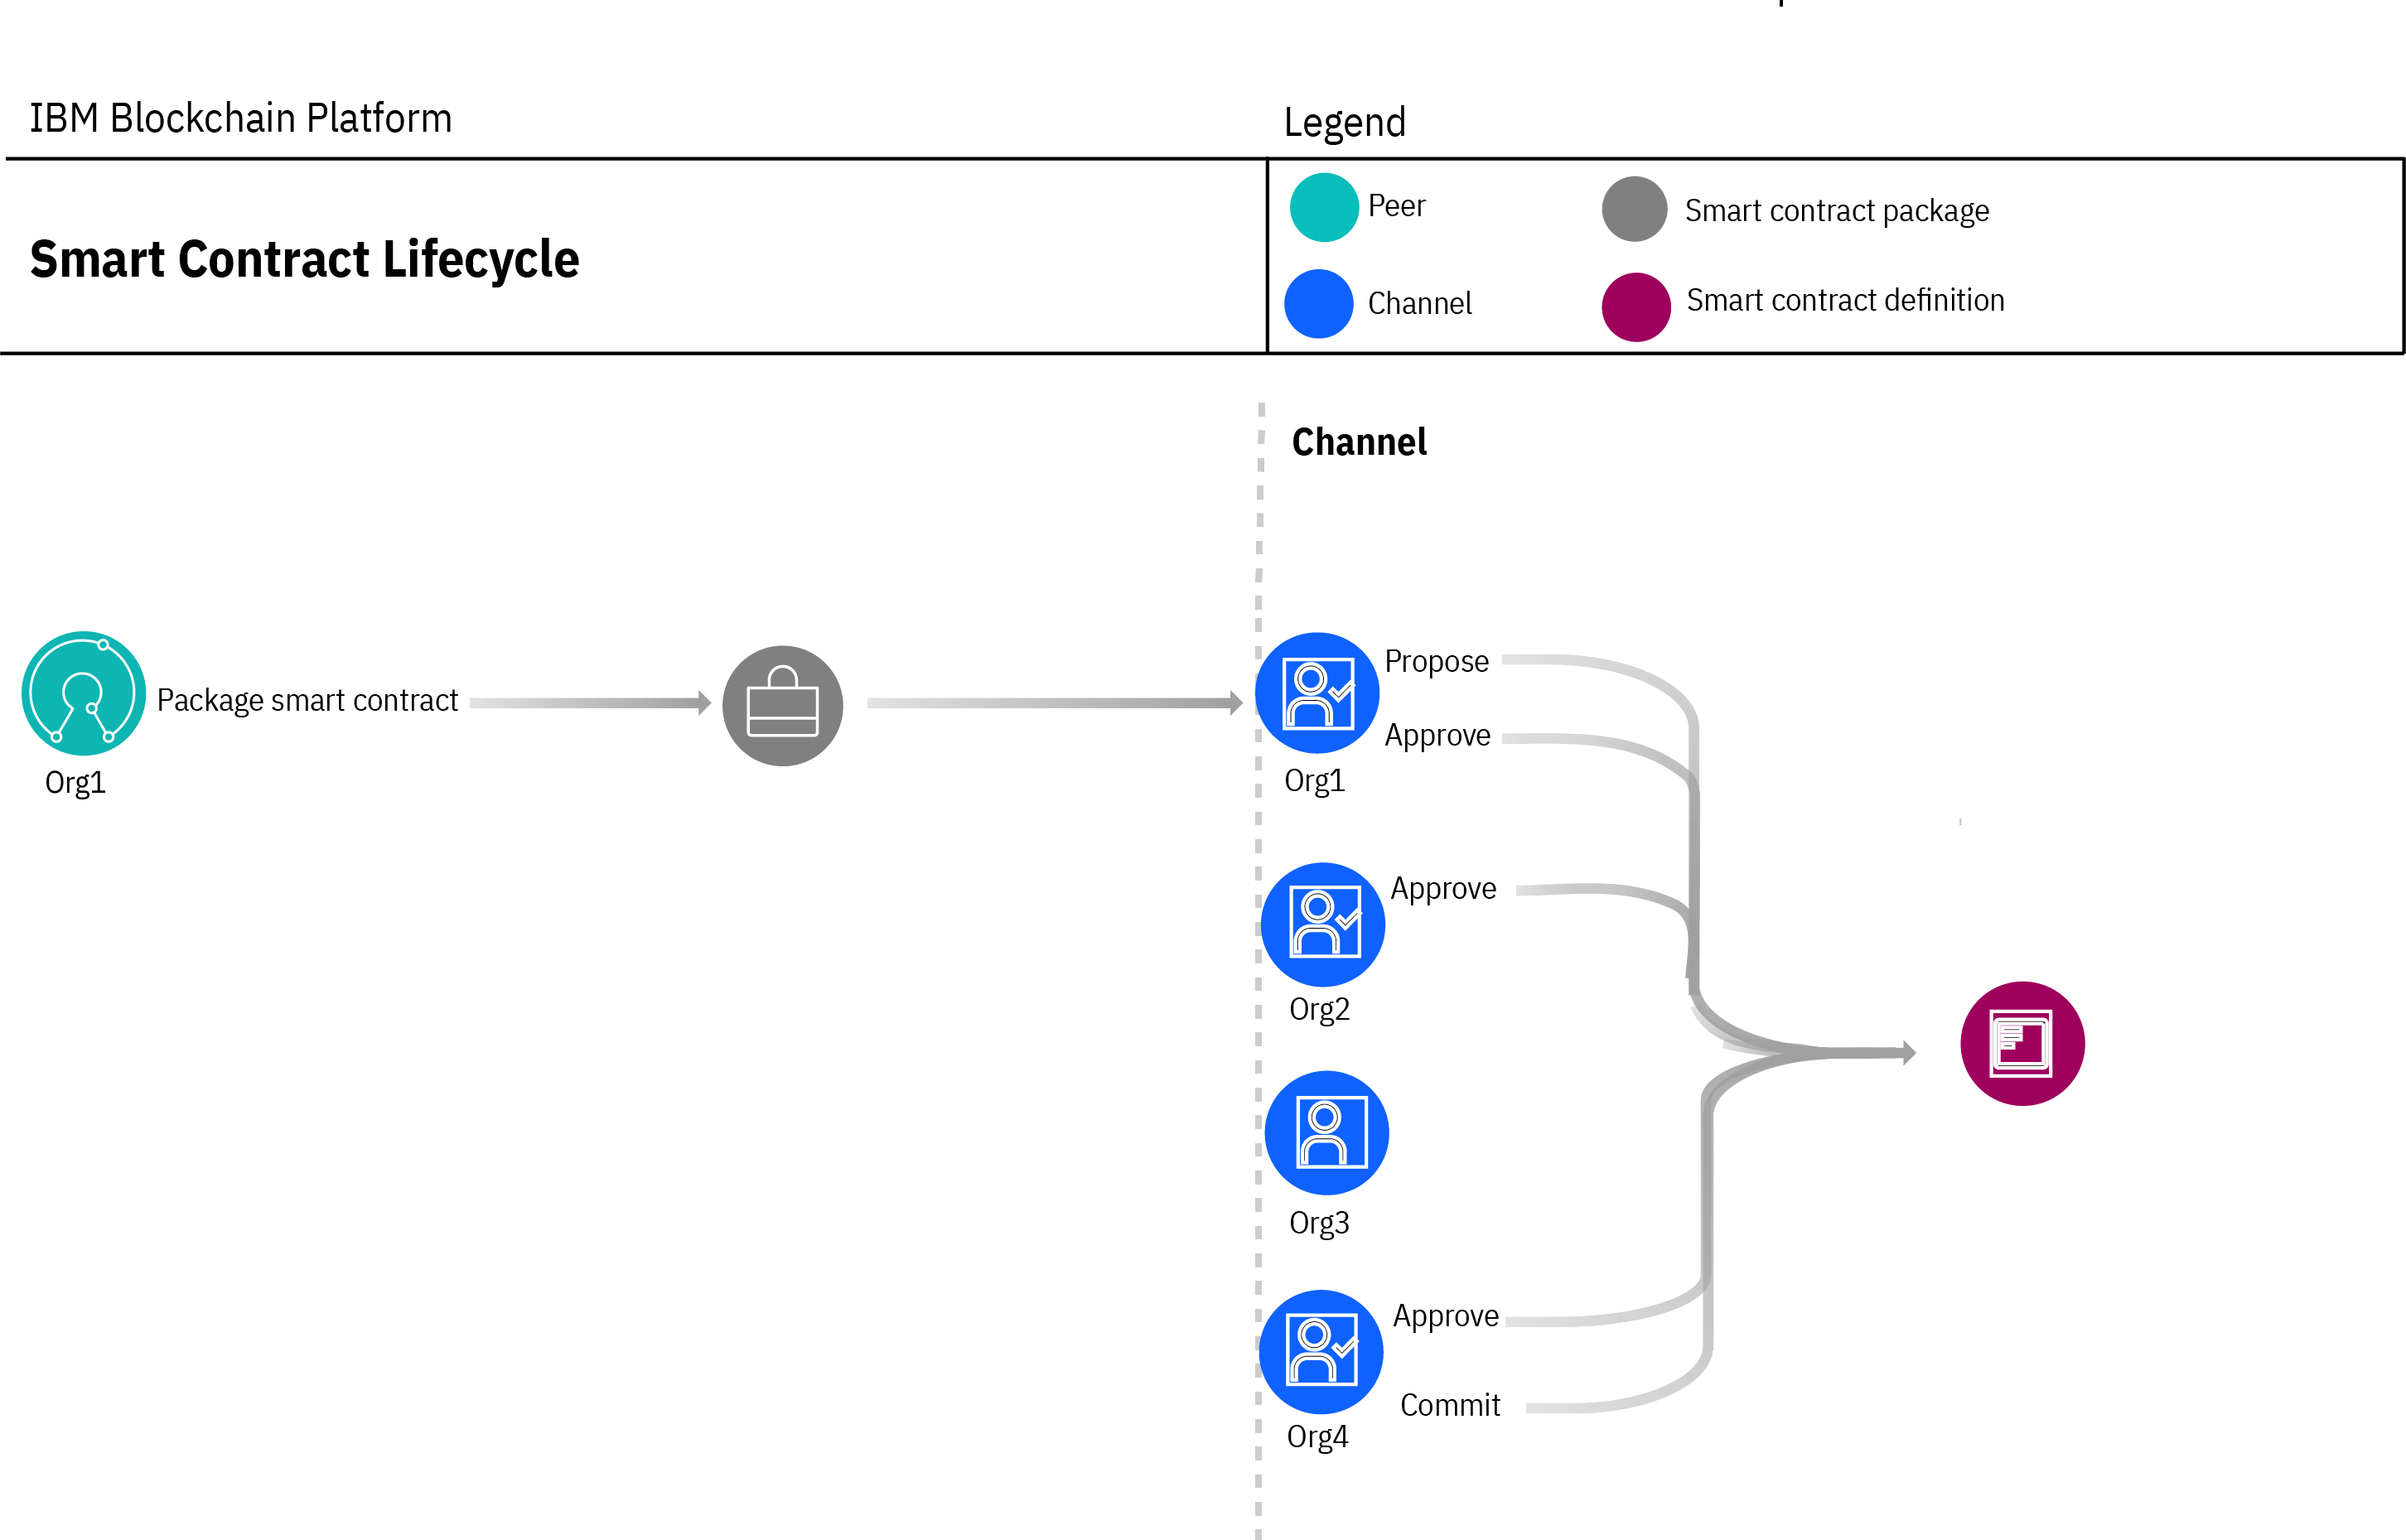 IBM Blockchain Platform
Legend
Smart Contract Lifecycle
Peer
Smart contract package
Channel
Smart contract definition
Channel
Package smart contract
Org1
Propose
Approve
Org1
Approve
Org2
Org3
Approve
Commit
Org4